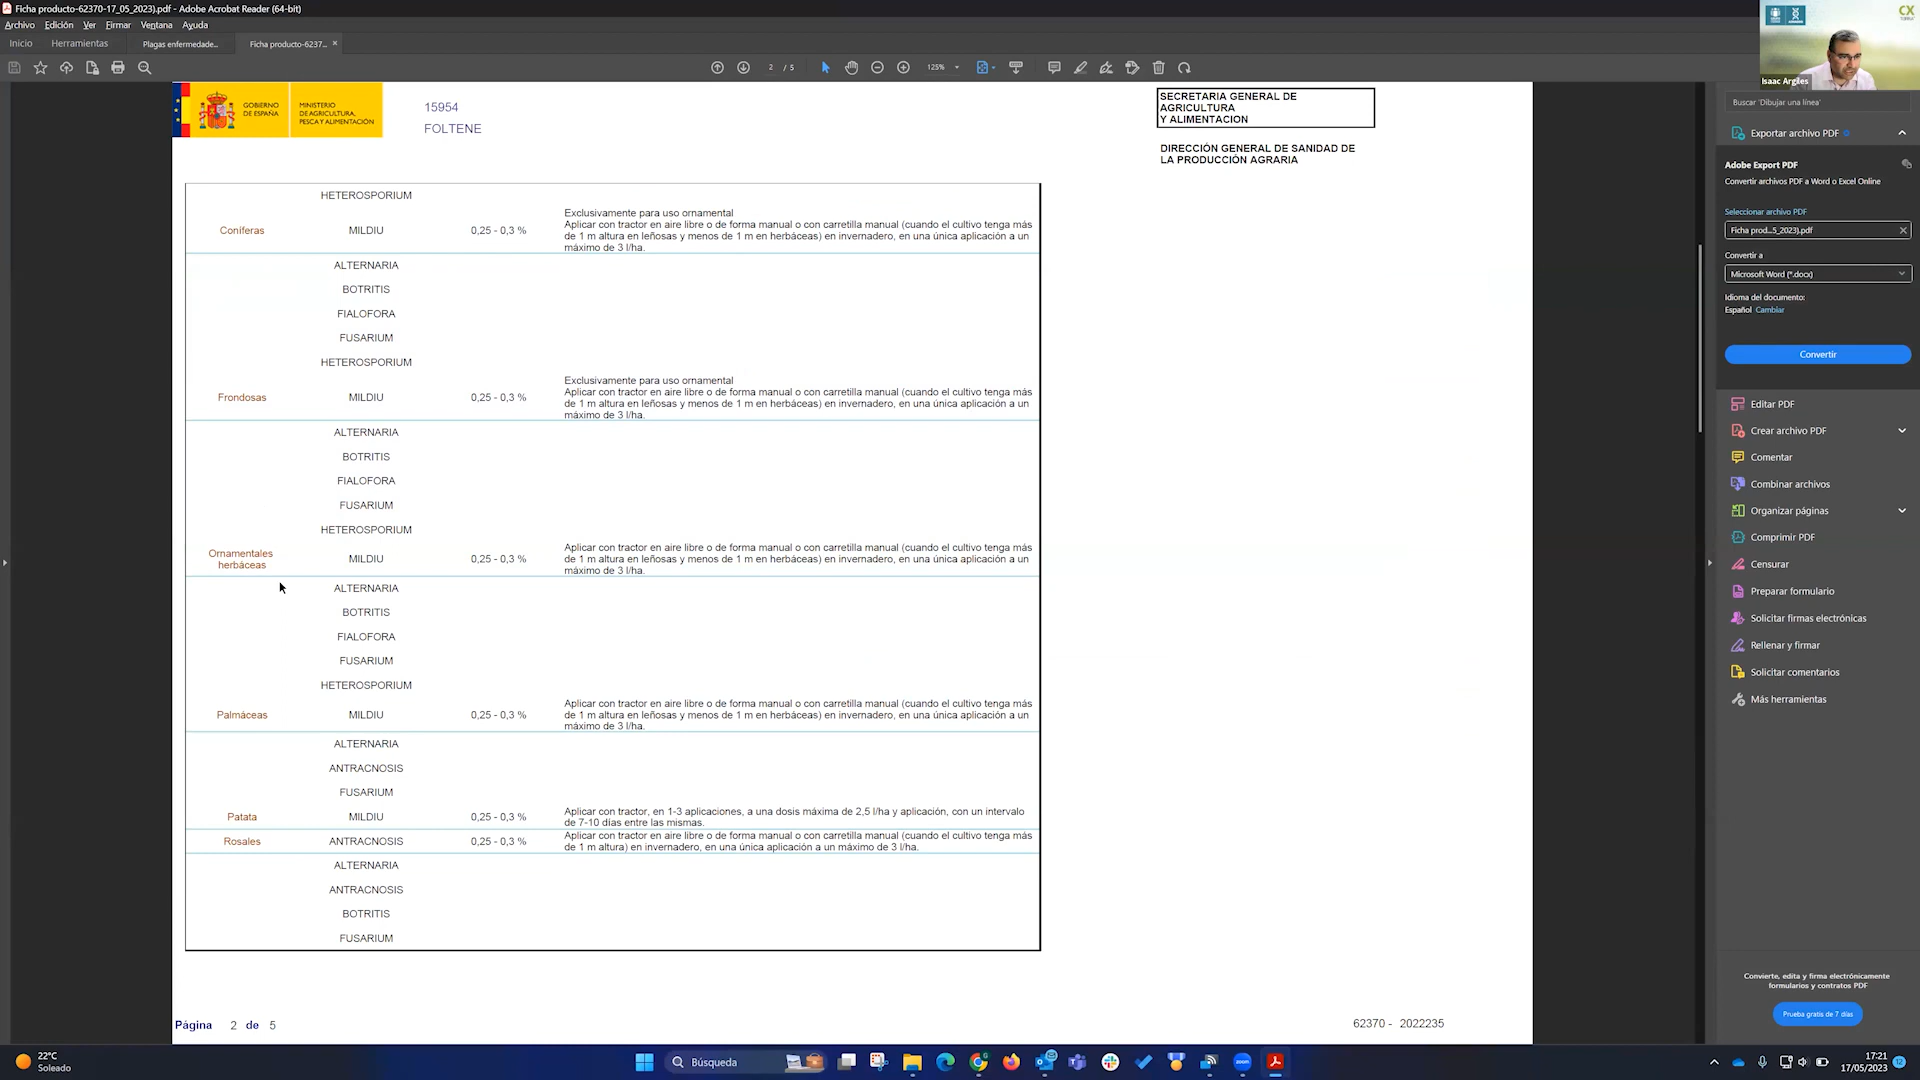 Ficha producto-62370-17_05_2023).pdf - Adobe Acrobat Reader (64-bit)
Archivo Edición Ver Firmar Ventana Ayuda
Inicio Herramientas Plagas enfermedade... Ficha producto-6237... ×
2 / 5 125%
CX
Isaac Argiles
GOBIERNO
DE ESPAÑA
MINISTERIO
DE AGRICULTURA,
PESCA Y ALIMENTACIÓN
15954
FOLTENE
SECRETARIA GENERAL DE
AGRICULTURA
Y ALIMENTACION
DIRECCIÓN GENERAL DE SANIDAD DE
LA PRODUCCIÓN AGRARIA
HETEROSPORIUM
Coníferas MILDIU 0,25 - 0,3 %
Exclusivamente para uso ornamental
Aplicar con tractor en aire libre o de forma manual o con carretilla manual (cuando el cultivo tenga más
de 1 m altura en leñosas y menos de 1 m en herbáceas) en invernadero, en una única aplicación a un
máximo de 3 l/ha.
ALTERNARIA
BOTRITIS
FIALOFORA
FUSARIUM
HETEROSPORIUM
Frondosas MILDIU 0,25 - 0,3 %
Exclusivamente para uso ornamental
Aplicar con tractor en aire libre o de forma manual o con carretilla manual (cuando el cultivo tenga más
de 1 m altura en leñosas y menos de 1 m en herbáceas) en invernadero, en una única aplicación a un
máximo de 3 l/ha.
ALTERNARIA
BOTRITIS
FIALOFORA
FUSARIUM
HETEROSPORIUM
Ornamentales
herbáceas
MILDIU 0,25 - 0,3 %
Aplicar con tractor en aire libre o de forma manual o con carretilla manual (cuando el cultivo tenga más
de 1 m altura en leñosas y menos de 1 m en herbáceas) en invernadero, en una única aplicación a un
máximo de 3 l/ha.
ALTERNARIA
BOTRITIS
FIALOFORA
FUSARIUM
HETEROSPORIUM
Palmáceas MILDIU 0,25 - 0,3 %
Aplicar con tractor en aire libre o de forma manual o con carretilla manual (cuando el cultivo tenga más
de 1 m altura en leñosas y menos de 1 m en herbáceas) en invernadero, en una única aplicación a un
máximo de 3 l/ha.
ALTERNARIA
ANTRACNOSIS
FUSARIUM
Patata MILDIU 0,25 - 0,3 %
Aplicar con tractor, en 1-3 aplicaciones, a una dosis máxima de 2,5 l/ha y aplicación, con un intervalo
de 7-10 días entre las mismas.
Rosales ANTRACNOSIS 0,25 - 0,3 %
Aplicar con tractor en aire libre o de forma manual o con carretilla manual (cuando el cultivo tenga más
de 1 m altura) en invernadero, en una única aplicación a un máximo de 3 l/ha.
ALTERNARIA
ANTRACNOSIS
BOTRITIS
FUSARIUM
Página 2 de 5
62370 - 2022235
Buscar 'Dibujar una línea'
Exportar archivo PDF
Adobe Export PDF
Convertir archivos PDF a Word o Excel Online
Seleccionar archivo PDF
Ficha prod...5_2023).pdf
Convertir a
Microsoft Word (*.docx)
Idioma del documento:
Español Cambiar
Convertir
Editar PDF
Crear archivo PDF
Comentar
Combinar archivos
Organizar páginas
Comprimir PDF
Censurar
Preparar formulario
Solicitar firmas electrónicas
Rellenar y firmar
Solicitar comentarios
Más herramientas
Convierte, edita y firma electrónicamente
formularios y contratos PDF
Prueba gratis de 7 días
22°C
Soleado
Búsqueda
17:21
17/05/2023